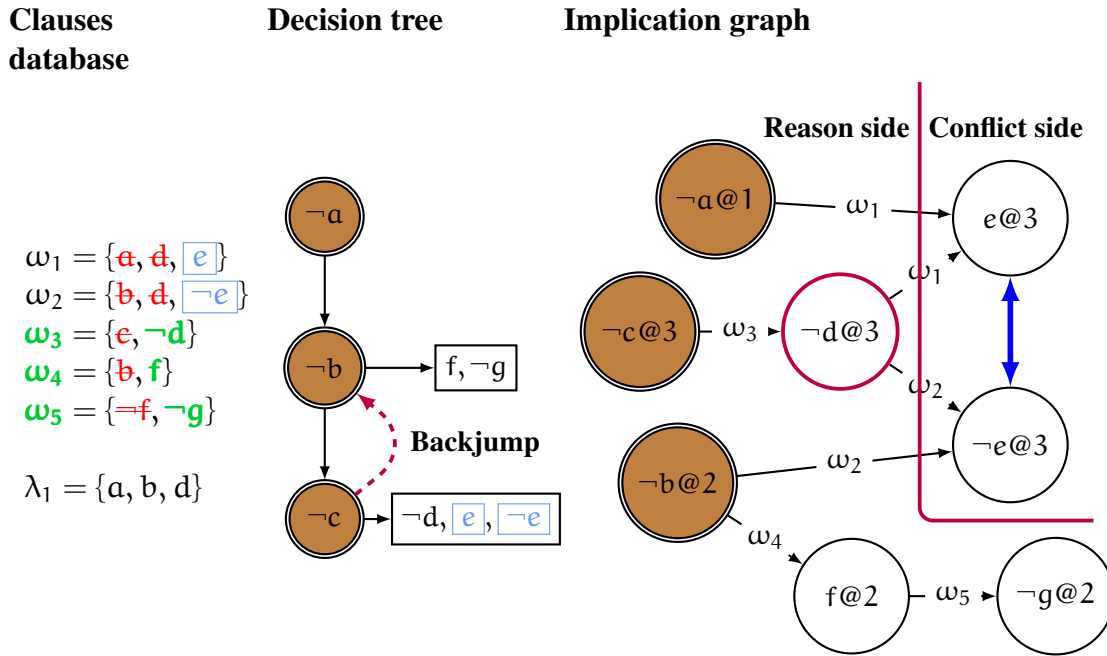 Clauses
database
Decision tree
Implication graph
ω₁ = {a, d, e}
ω₂ = {b, d, ¬e}
ω₃ = {c, ¬d}
ω₄ = {b, f}
ω₅ = {¬f, ¬g}
λ₁ = {a, b, d}
¬a
¬b
f, ¬g
Backjump
¬c
¬d, e, ¬e
Reason side
Conflict side
¬a@1
ω₁
e@3
ω₁
¬c@3
ω₃
¬d@3
ω₂
¬b@2
ω₂
¬e@3
ω₄
f@2
ω₅
¬g@2